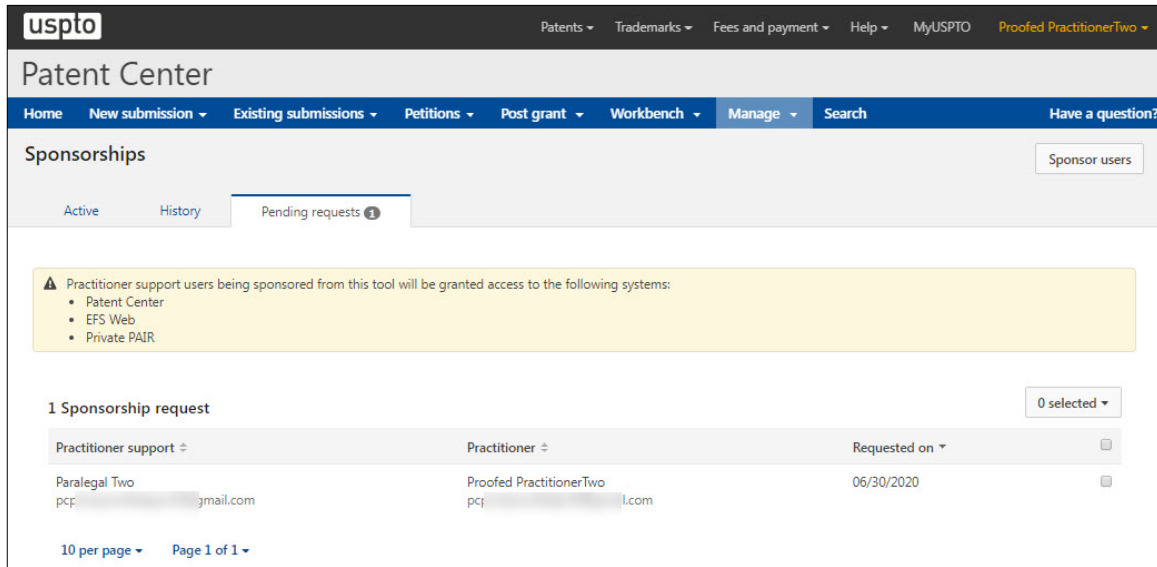 uspto
Patents Trademarks Fees and payment Help MyUSPTO Proofed PractitionerTwo
Patent Center
Home New submission Existing submissions Petitions Post grant Workbench Manage Search Have a question?
Sponsorships
Sponsor users
Active History Pending requests 1
Practitioner support users being sponsored from this tool will be granted access to the following systems:
• Patent Center
• EFS Web
• Private PAIR
1 Sponsorship request
0 selected
Practitioner support Practitioner Requested on
Paralegal Two Proofed PractitionerTwo 06/30/2020
gmail.com l.com
10 per page Page 1 of 1